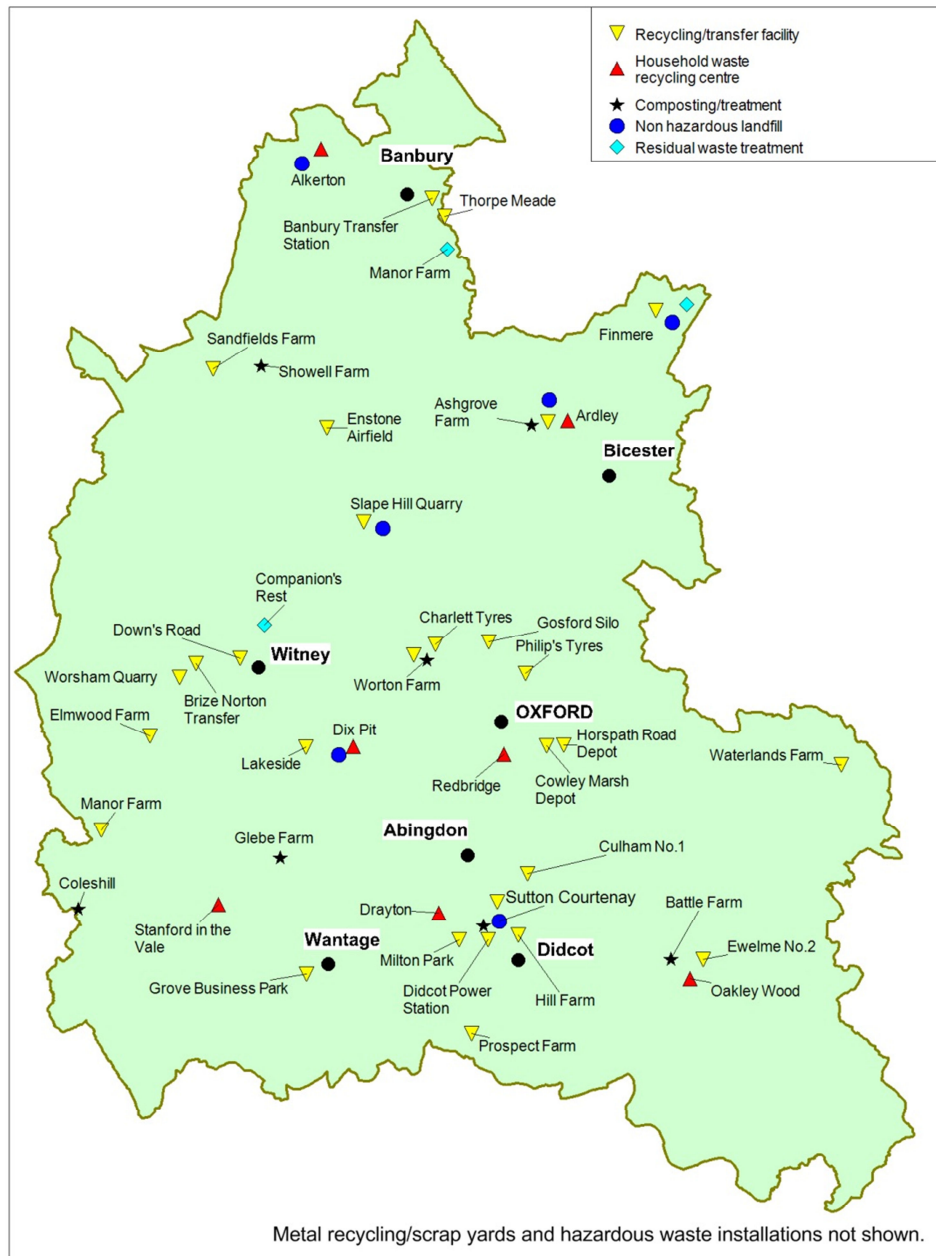 Recycling/transfer facility
Household waste
recycling centre
Composting/treatment
Non hazardous landfill
Residual waste treatment
Banbury
Alkerton
Thorpe Meade
Banbury Transfer
Station
Manor Farm
Finmere
Sandfields Farm
Showell Farm
Ashgrove
Farm
Ardley
Enstone
Airfield
Bicester
Slape Hill Quarry
Companion's
Rest
Charlett Tyres
Gosford Silo
Down's Road
Philip's Tyres
Witney
Worsham Quarry
Worton Farm
Brize Norton
Transfer
Elmwood Farm
OXFORD
Dix Pit
Horspath Road
Depot
Lakeside
Waterlands Farm
Redbridge
Cowley Marsh
Depot
Manor Farm
Glebe Farm
Abingdon
Culham No.1
Coleshill
Sutton Courtenay
Battle Farm
Drayton
Stanford in the
Vale
Wantage
Milton Park
Didcot
Ewelme No.2
Grove Business Park
Didcot Power
Station
Hill Farm
Oakley Wood
Prospect Farm
Metal recycling/scrap yards and hazardous waste installations not shown.